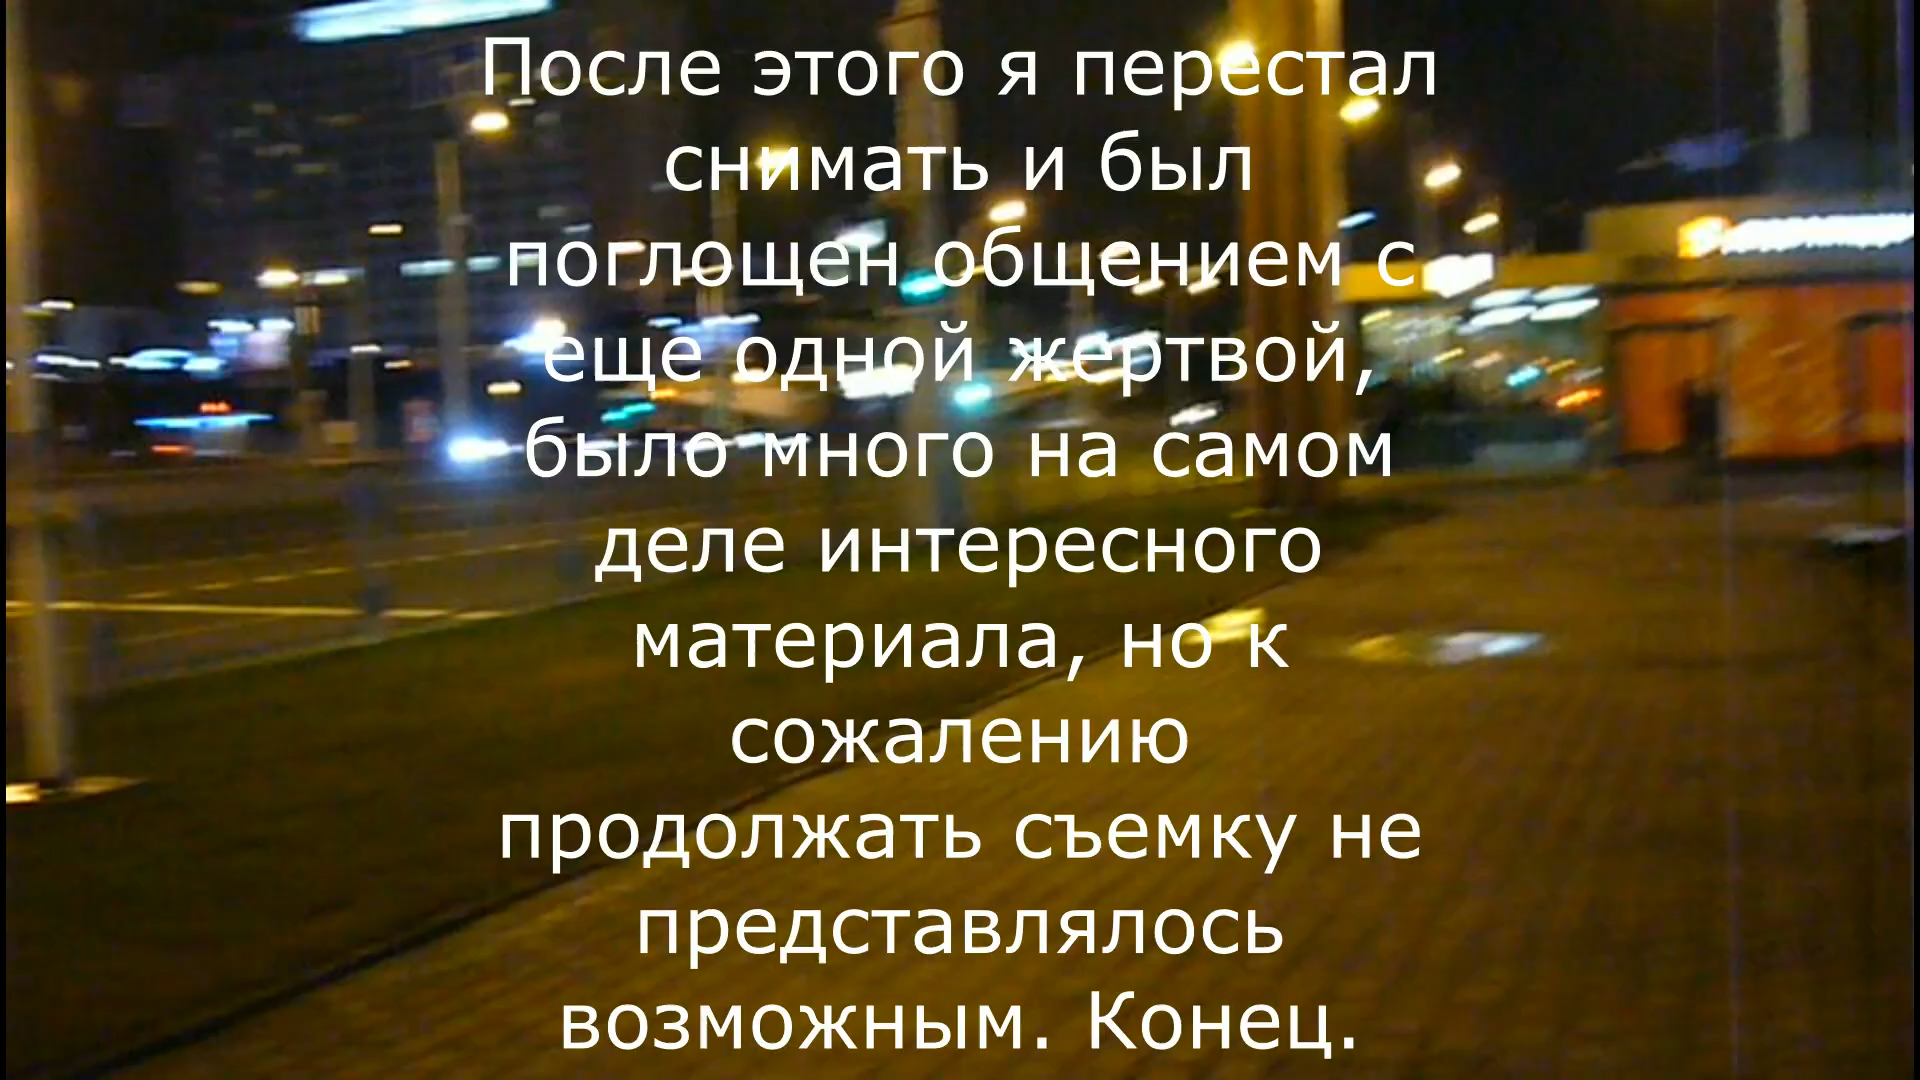 После этого я перестал
снимать и был
поглощен общением с
еще одной жертвой,
было много на самом
деле интересного
материала, но к
сожалению
продолжать съемку не
представлялось
возможным. Конец.